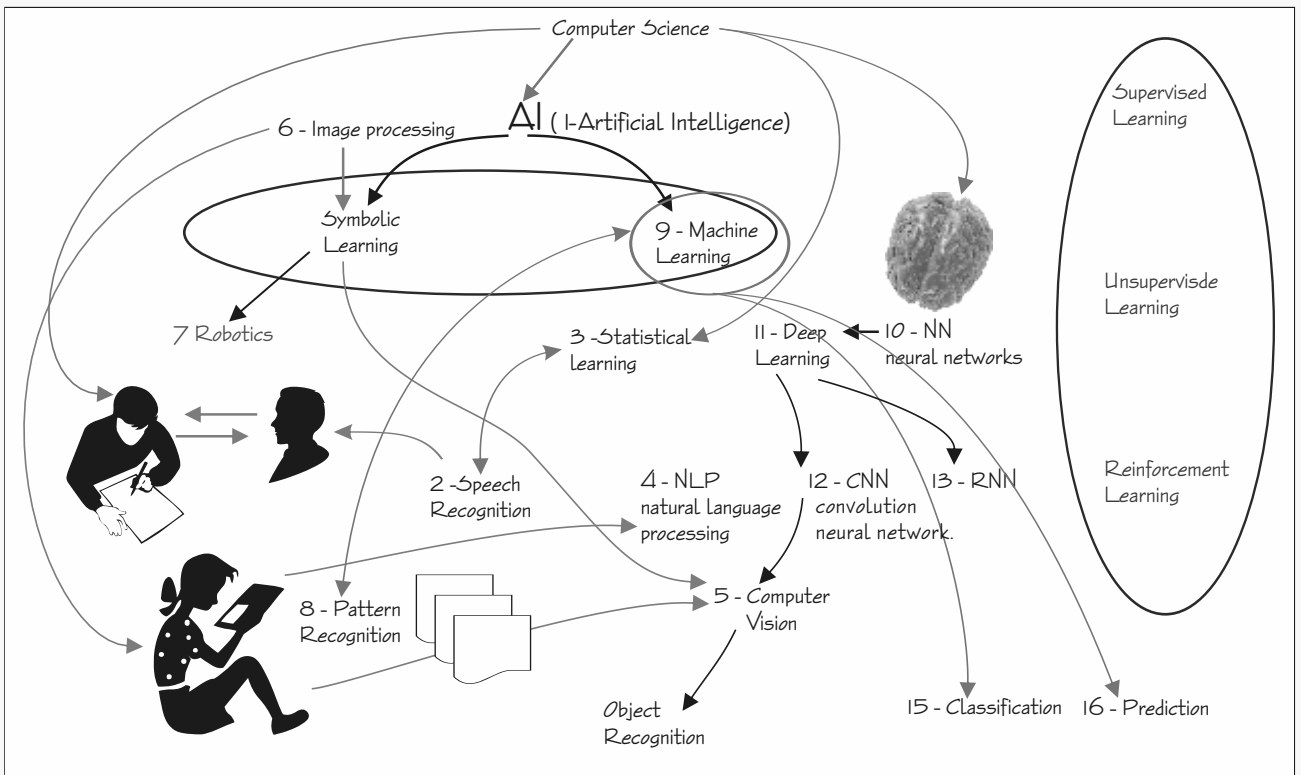 Computer Science
AI ( 1-Artificial Intelligence)
6 - Image processing
Symbolic
Learning
9 - Machine
Learning
7 Robotics
3 -Statistical
learning
11 - Deep
Learning
10 - NN
neural networks
2 -Speech
Recognition
4 - NLP
natural language
processing
12 - CNN
convolution
neural network.
13 - RNN
8 - Pattern
Recognition
5 - Computer
Vision
Object
Recognition
15 - Classification
16 - Prediction
Supervised
Learning
Unsupervisde
Learning
Reinforcement
Learning